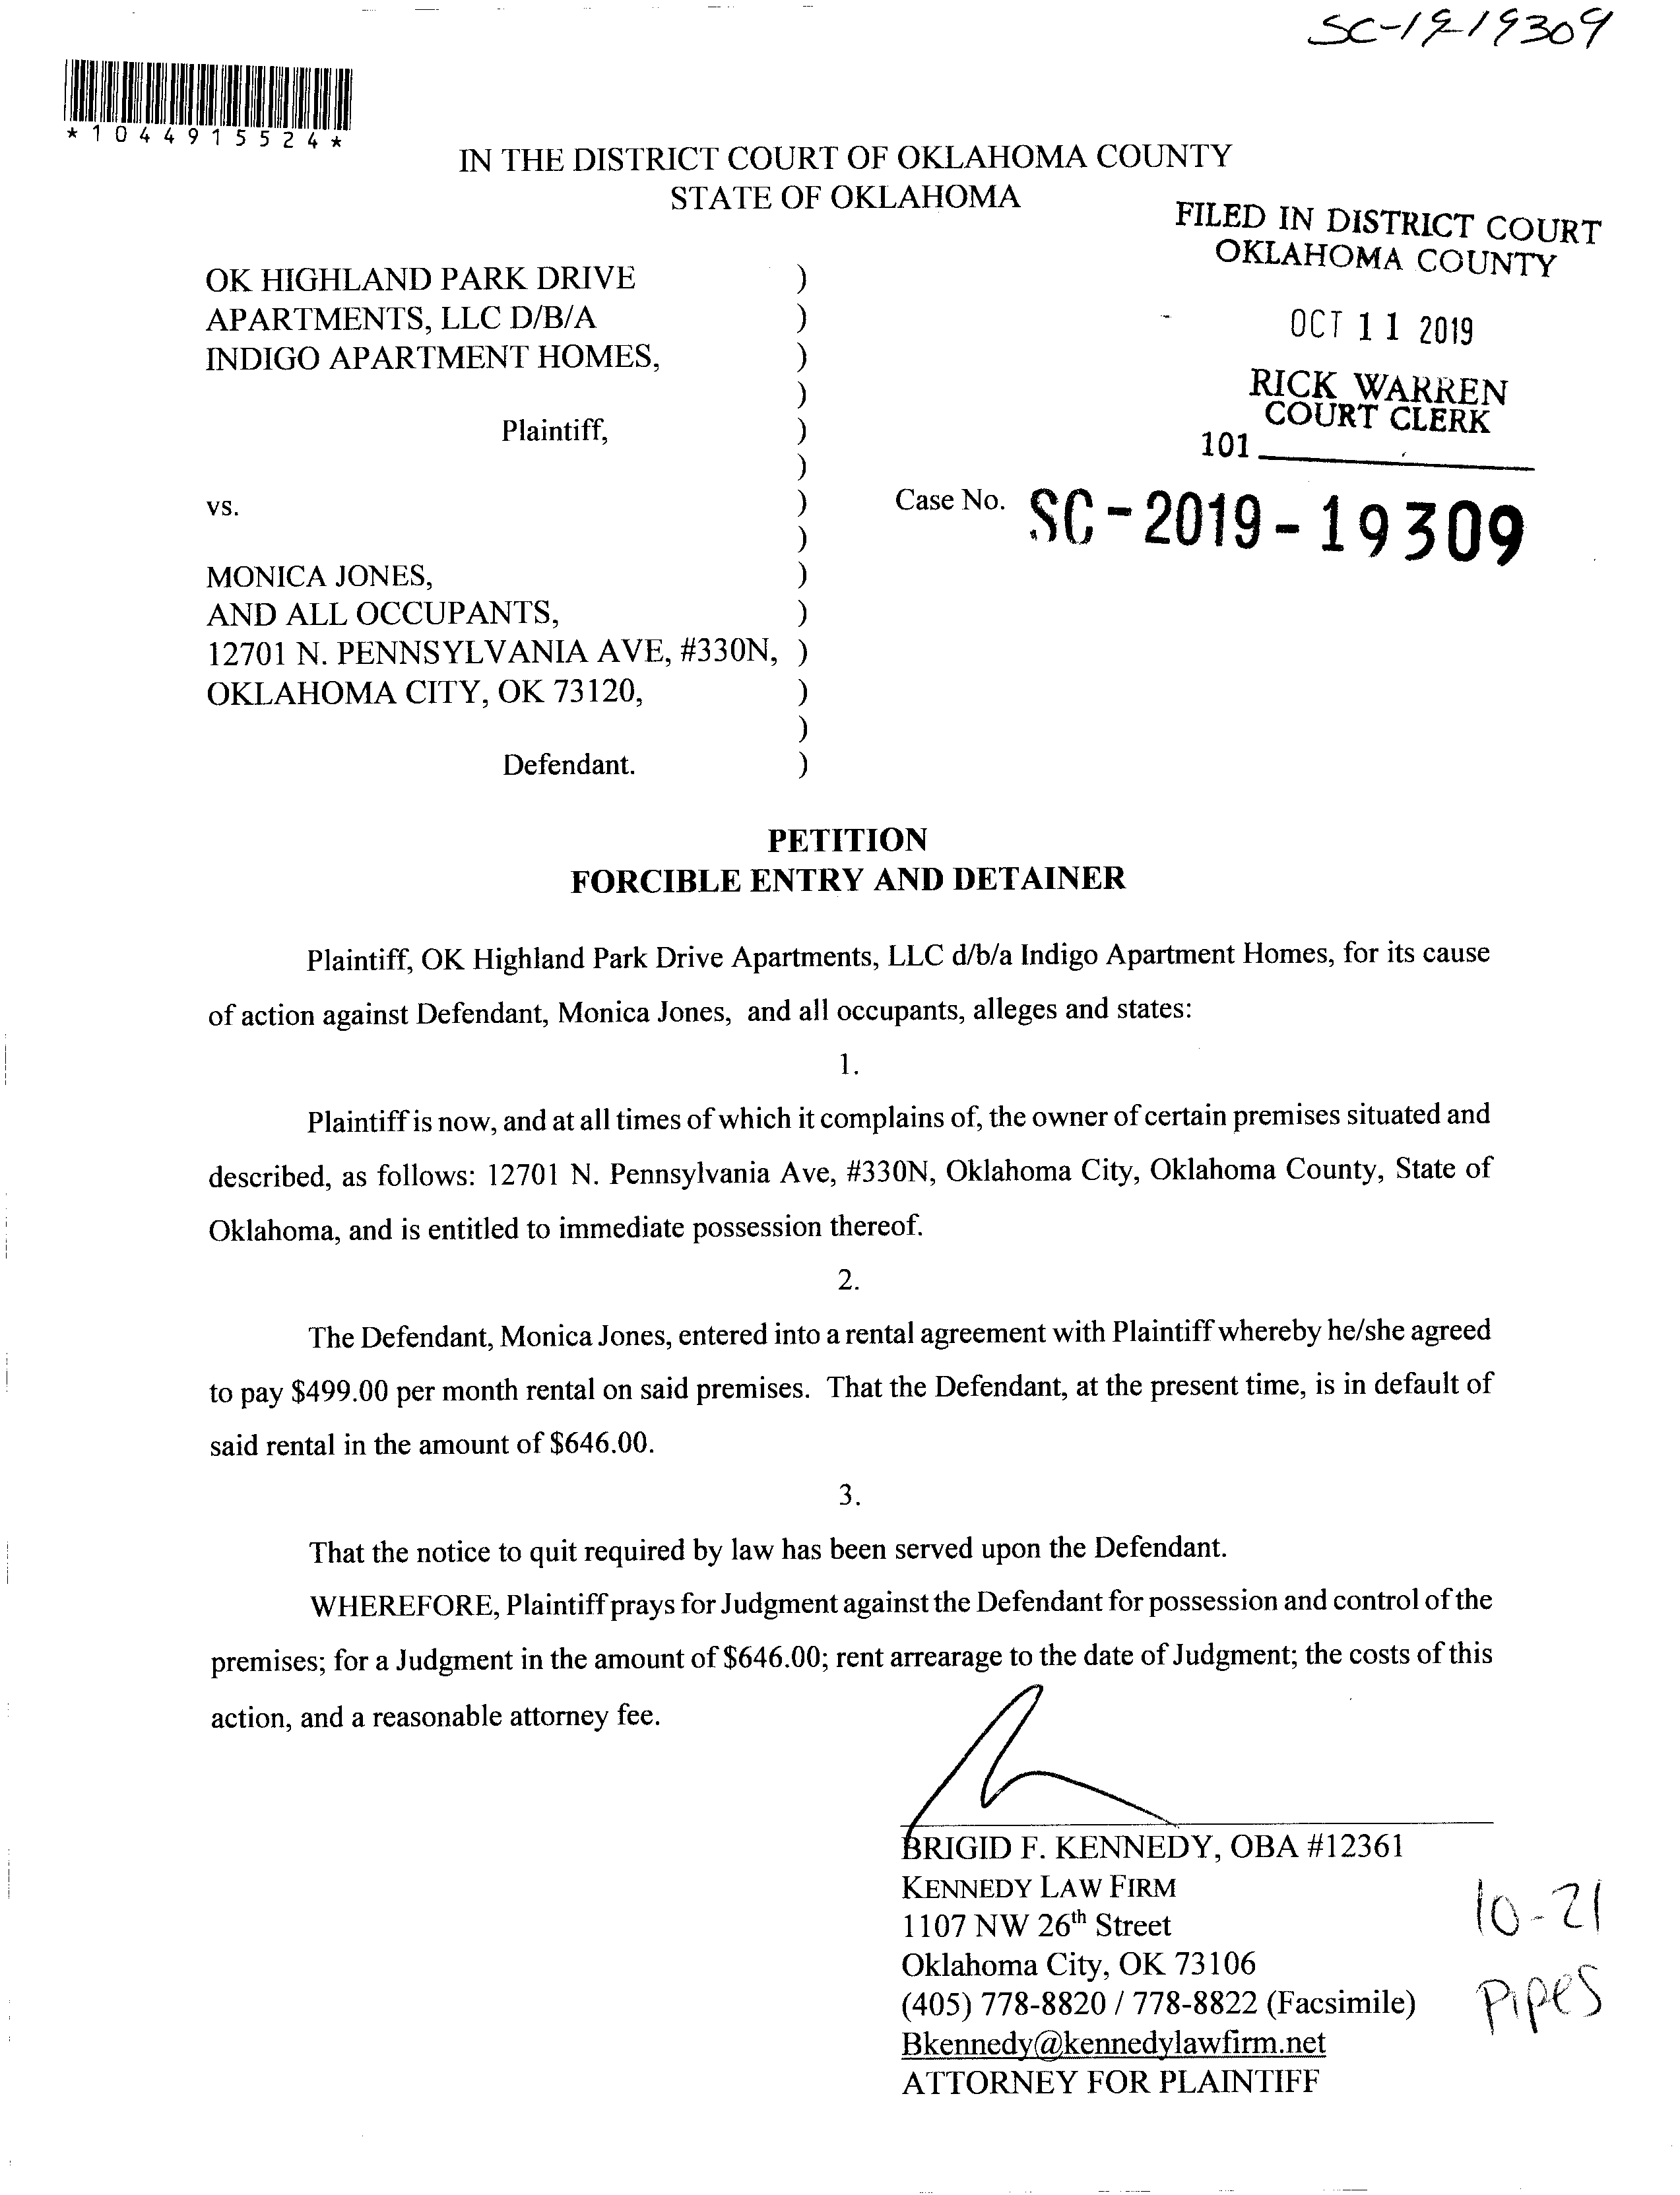 SC-19-19309
*1044915524*
IN THE DISTRICT COURT OF OKLAHOMA COUNTY
STATE OF OKLAHOMA
FILED IN DISTRICT COURT
OKLAHOMA COUNTY
OCT 11 2019
RICK WARREN
COURT CLERK
101
OK HIGHLAND PARK DRIVE )
APARTMENTS, LLC D/B/A )
INDIGO APARTMENT HOMES, )
)
Plaintiff, )
)
vs. ) Case No. SC-2019-19309
)
MONICA JONES, )
AND ALL OCCUPANTS, )
12701 N. PENNSYLVANIA AVE, #330N, )
OKLAHOMA CITY, OK 73120, )
)
Defendant. )
PETITION
FORCIBLE ENTRY AND DETAINER
Plaintiff, OK Highland Park Drive Apartments, LLC d/b/a Indigo Apartment Homes, for its cause
of action against Defendant, Monica Jones, and all occupants, alleges and states:
1.
Plaintiff is now, and at all times of which it complains of, the owner of certain premises situated and
described, as follows: 12701 N. Pennsylvania Ave, #330N, Oklahoma City, Oklahoma County, State of
Oklahoma, and is entitled to immediate possession thereof.
2.
The Defendant, Monica Jones, entered into a rental agreement with Plaintiff whereby he/she agreed
to pay $499.00 per month rental on said premises. That the Defendant, at the present time, is in default of
said rental in the amount of $646.00.
3.
That the notice to quit required by law has been served upon the Defendant.
WHEREFORE, Plaintiff prays for Judgment against the Defendant for possession and control of the
premises; for a Judgment in the amount of $646.00; rent arrearage to the date of Judgment; the costs of this
action, and a reasonable attorney fee.
BRIGID F. KENNEDY, OBA #12361
KENNEDY LAW FIRM
1107 NW 26th Street
Oklahoma City, OK 73106
(405) 778-8820 / 778-8822 (Facsimile)
Bkennedy@kennedylawfirm.net
ATTORNEY FOR PLAINTIFF
10-21
Pipes